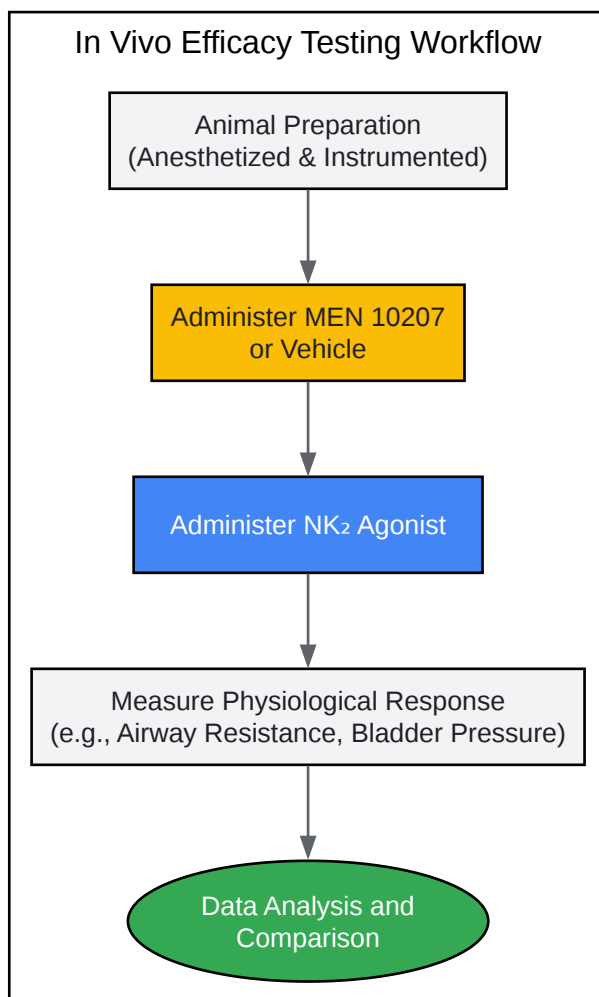 In Vivo Efficacy Testing Workflow
Animal Preparation
(Anesthetized & Instrumented)
Administer MEN 10207
or Vehicle
Administer NK₂ Agonist
Measure Physiological Response
(e.g., Airway Resistance, Bladder Pressure)
Data Analysis and
Comparison